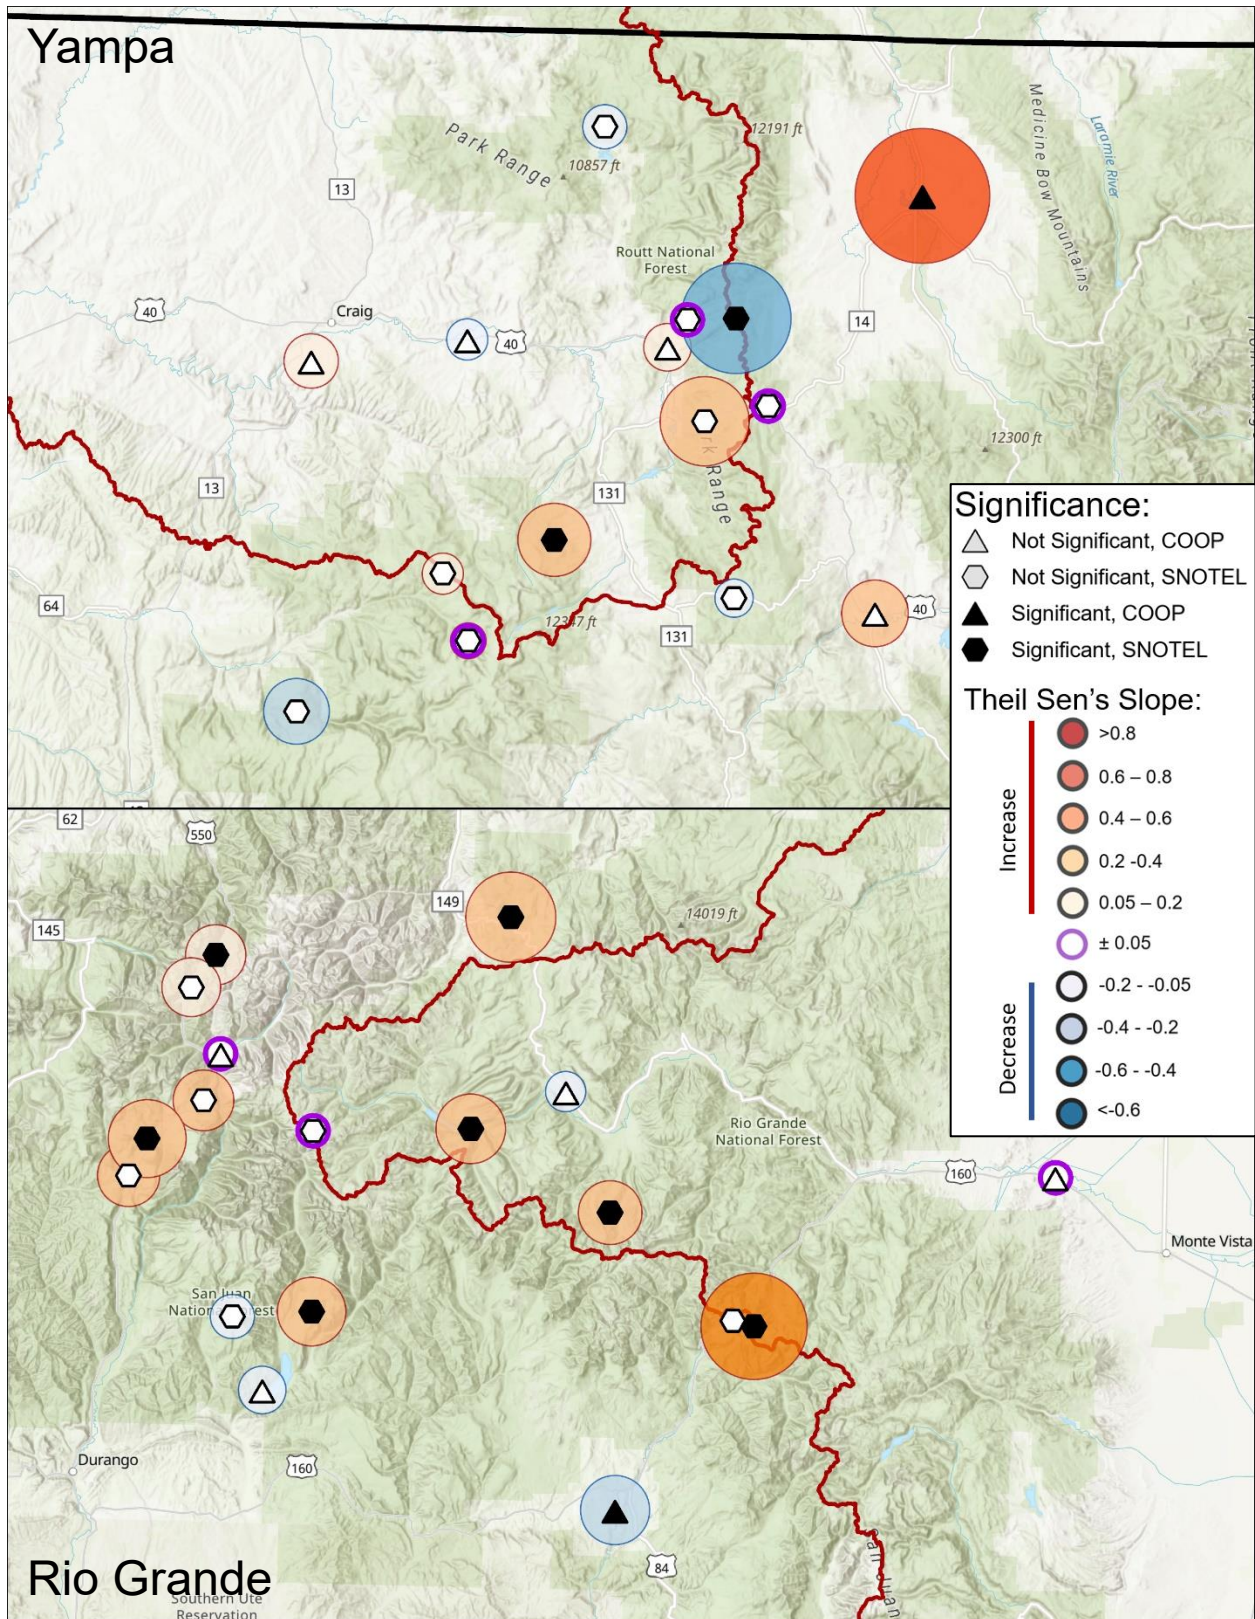 Yampa
Park Range
10857 ft
12191 ft
Medicine Bow Mountains
Laramie River
13
Routt National
Forest
40
Craig
40
14
12300 ft
13
131
Range
64
12347 ft
131
40
Significance:
Not Significant, COOP
Not Significant, SNOTEL
Significant, COOP
Significant, SNOTEL
Theil Sen's Slope:
Increase
>0.8
0.6 – 0.8
0.4 – 0.6
0.2 -0.4
0.05 – 0.2
± 0.05
Decrease
-0.2 - -0.05
-0.4 - -0.2
-0.6 - -0.4
<-0.6
62
550
149
145
14019 ft
Rio Grande
National Forest
160
Monte Vista
San Juan
Durango
160
84
San Juan
Rio Grande
Southern Ute
Reservation